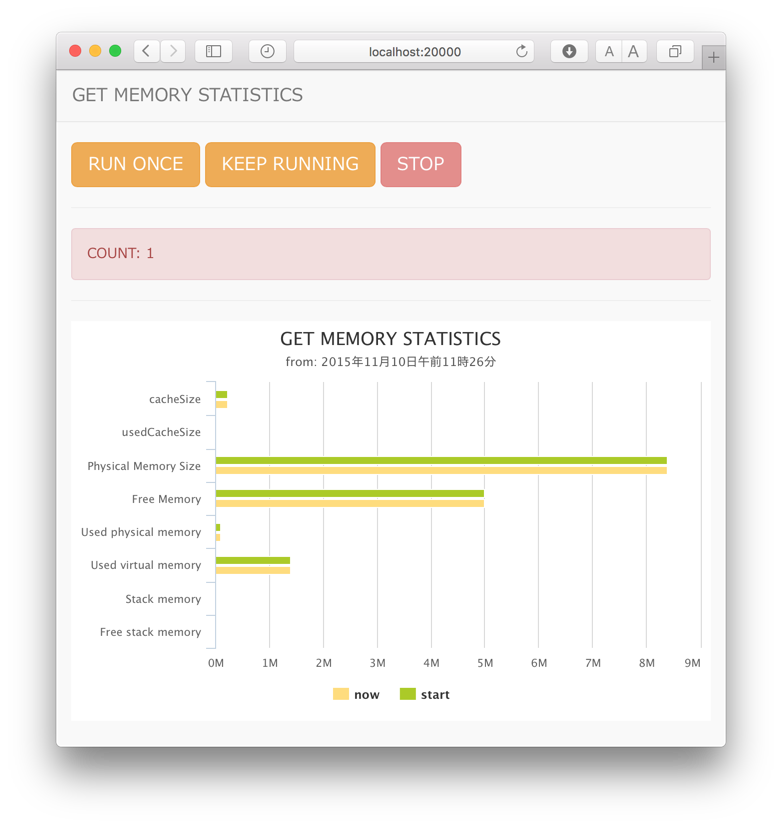 localhost:20000
A A
+
GET MEMORY STATISTICS
RUN ONCE KEEP RUNNING STOP
COUNT: 1
GET MEMORY STATISTICS
from: 2015年11月10日午前11時26分
cacheSize
usedCacheSize
Physical Memory Size
Free Memory
Used physical memory
Used virtual memory
Stack memory
Free stack memory
0M 1M 2M 3M 4M 5M 6M 7M 8M 9M
now start